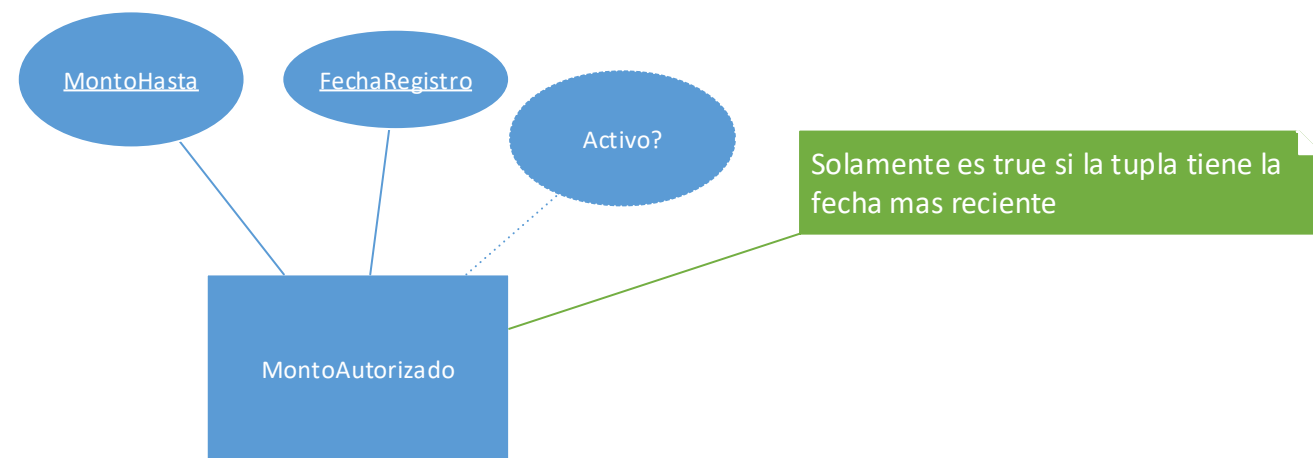 MontoHasta
FechaRegistro
Activo?
Solamente es true si la tupla tiene la
fecha mas reciente
MontoAutorizado